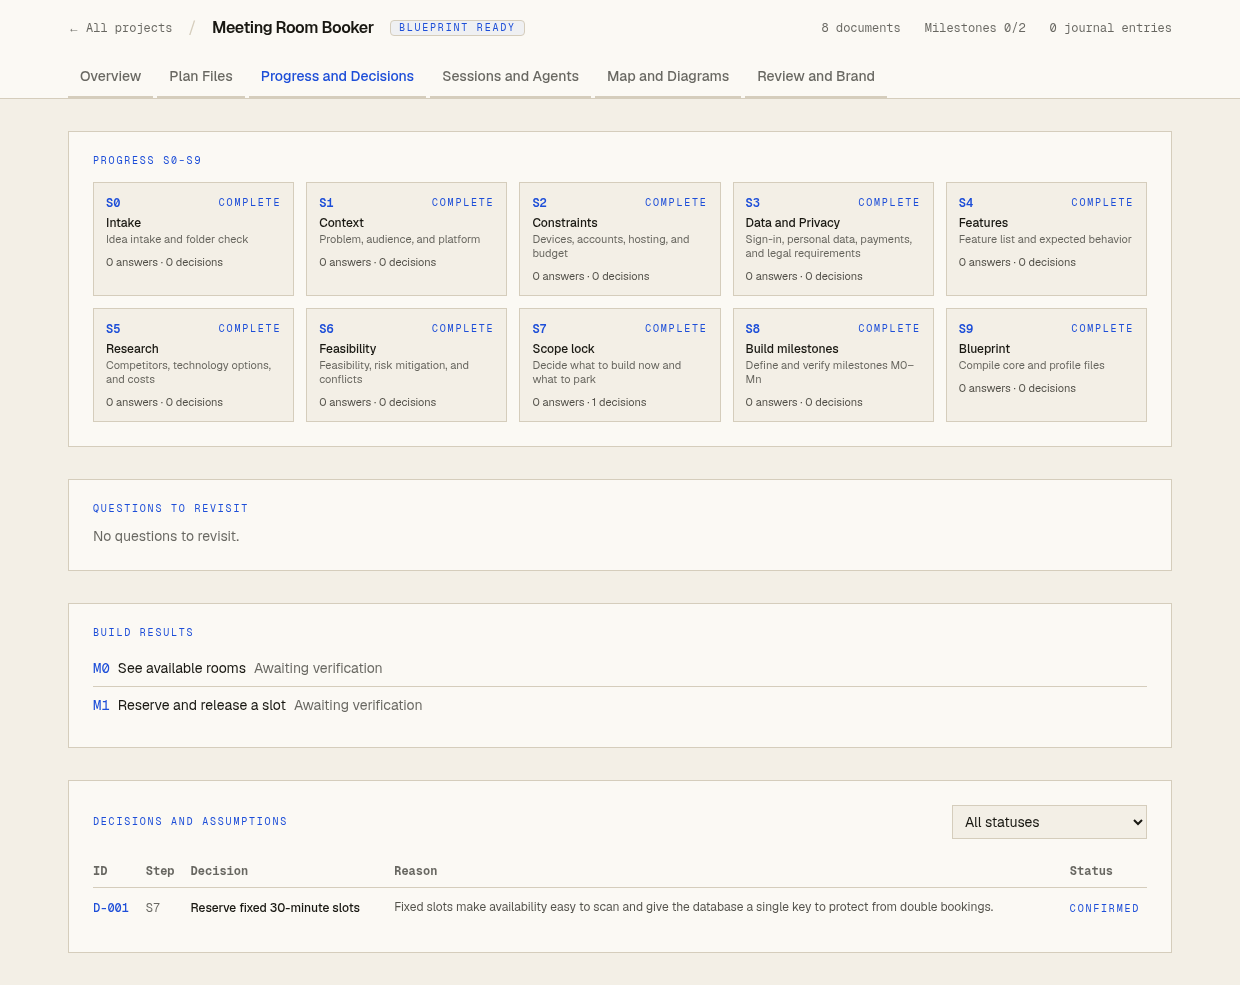 ← All projects / Meeting Room Booker BLUEPRINT READY 8 documents Milestones 0/2 0 journal entries
Overview Plan Files Progress and Decisions Sessions and Agents Map and Diagrams Review and Brand
PROGRESS S0–S9
S0 COMPLETE
Intake
Idea intake and folder check
0 answers · 0 decisions
S1 COMPLETE
Context
Problem, audience, and platform
0 answers · 0 decisions
S2 COMPLETE
Constraints
Devices, accounts, hosting, and
budget
0 answers · 0 decisions
S3 COMPLETE
Data and Privacy
Sign-in, personal data, payments,
and legal requirements
0 answers · 0 decisions
S4 COMPLETE
Features
Feature list and expected behavior
0 answers · 0 decisions
S5 COMPLETE
Research
Competitors, technology options,
and costs
0 answers · 0 decisions
S6 COMPLETE
Feasibility
Feasibility, risk mitigation, and
conflicts
0 answers · 0 decisions
S7 COMPLETE
Scope lock
Decide what to build now and
what to park
0 answers · 1 decisions
S8 COMPLETE
Build milestones
Define and verify milestones M0–
Mn
0 answers · 0 decisions
S9 COMPLETE
Blueprint
Compile core and profile files
0 answers · 0 decisions
QUESTIONS TO REVISIT
No questions to revisit.
BUILD RESULTS
M0 See available rooms Awaiting verification
M1 Reserve and release a slot Awaiting verification
DECISIONS AND ASSUMPTIONS All statuses
ID Step Decision Reason Status
D-001 S7 Reserve fixed 30-minute slots Fixed slots make availability easy to scan and give the database a single key to protect from double bookings. CONFIRMED